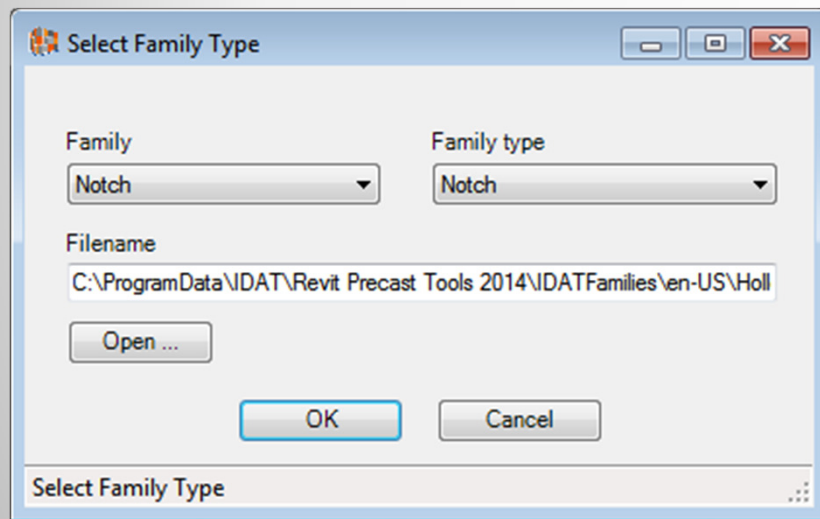 Select Family Type
Family Family type
Notch Notch
Filename
C:\ProgramData\IDAT\Revit Precast Tools 2014\IDATFamilies\en-US\Holl
Open ...
OK Cancel
Select Family Type